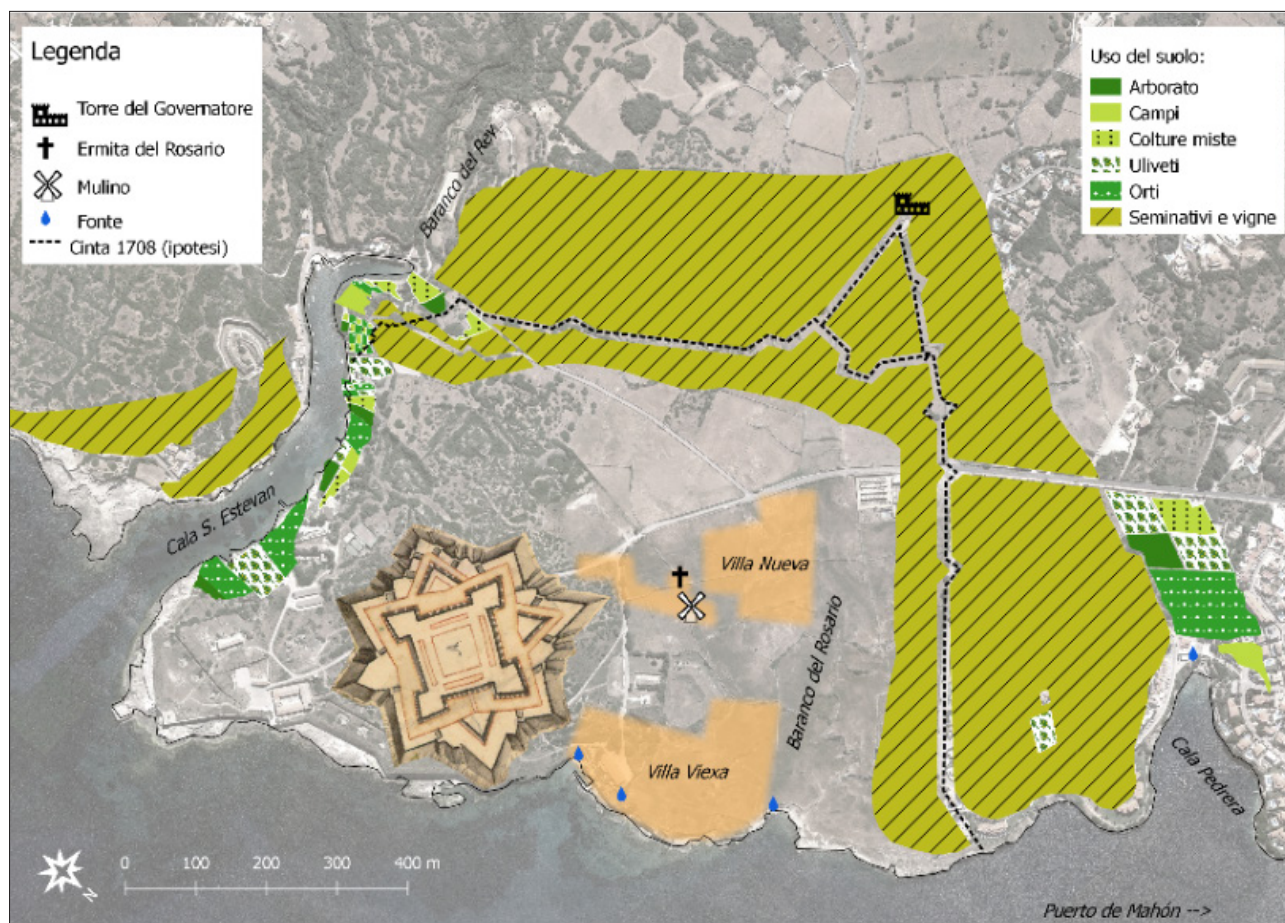 Legenda
Torre del Governatore
Ermita del Rosario
Mulino
Fonte
Cinta 1708 (ipotesi)
Uso del suolo:
Arborato
Campi
Colture miste
Uliveti
Orti
Seminativi e vigne
Baranco del Rey
Cala S. Estevan
Villa Nueva
Baranco del Rosario
Villa Viexa
Cala Pedrera
N
0 100 200 300 400 m
Puerto de Mahón -->